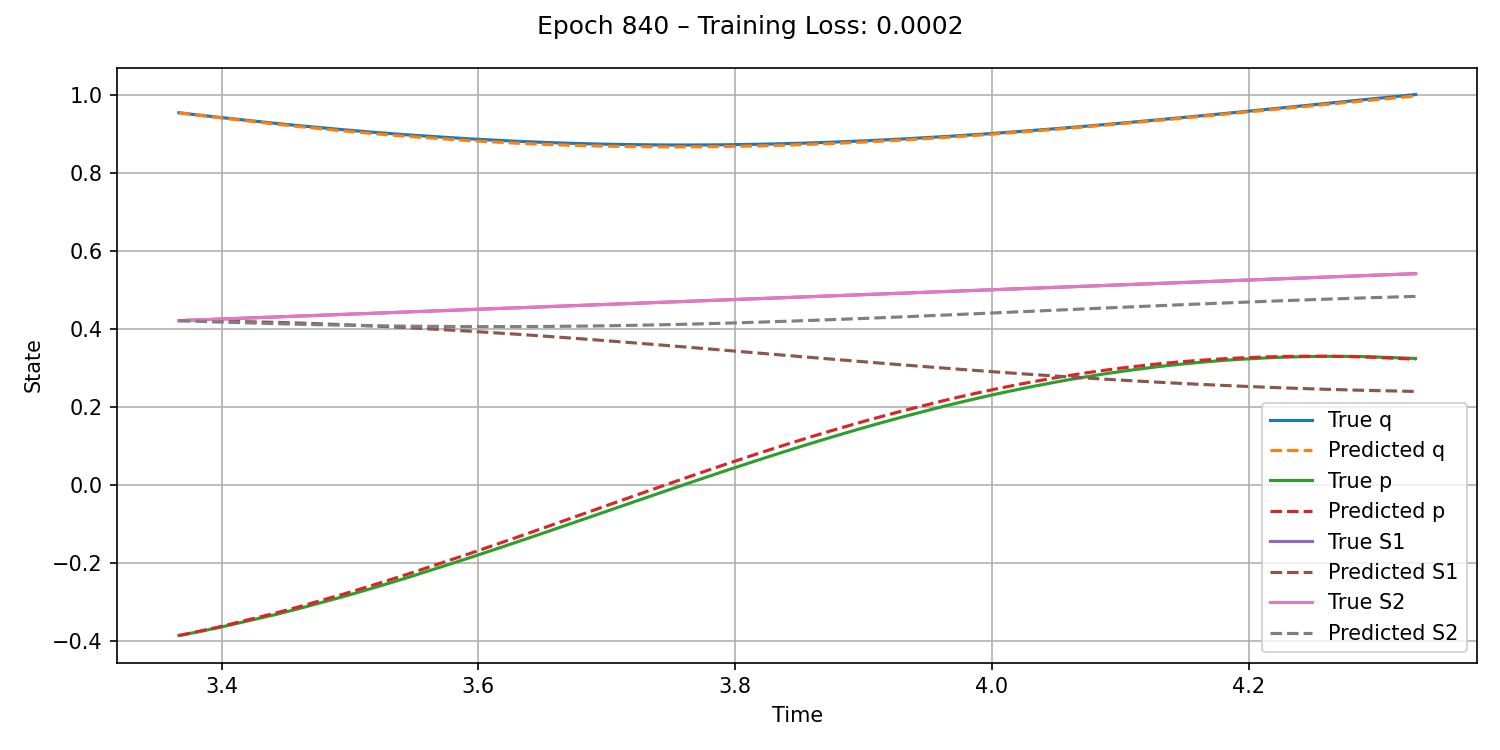 Epoch 840 – Training Loss: 0.0002
1.0
0.8
0.6
0.4
0.2
0.0
−0.2
−0.4
State
3.4
3.6
3.8
4.0
4.2
Time
True q
Predicted q
True p
Predicted p
True S1
Predicted S1
True S2
Predicted S2